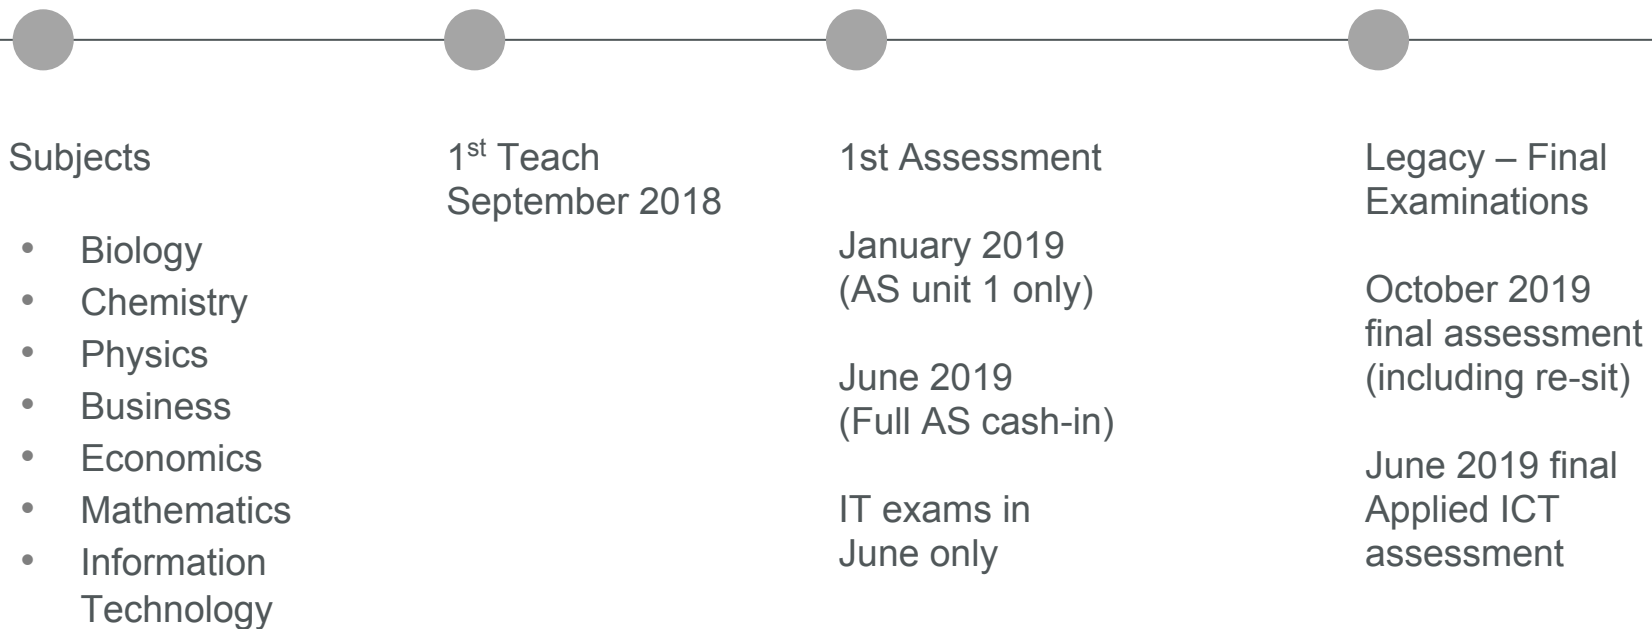 Subjects
• Biology
• Chemistry
• Physics
• Business
• Economics
• Mathematics
• Information
Technology
1st Teach
September 2018
1st Assessment
January 2019
(AS unit 1 only)
June 2019
(Full AS cash-in)
IT exams in
June only
Legacy – Final
Examinations
October 2019
final assessment
(including re-sit)
June 2019 final
Applied ICT
assessment